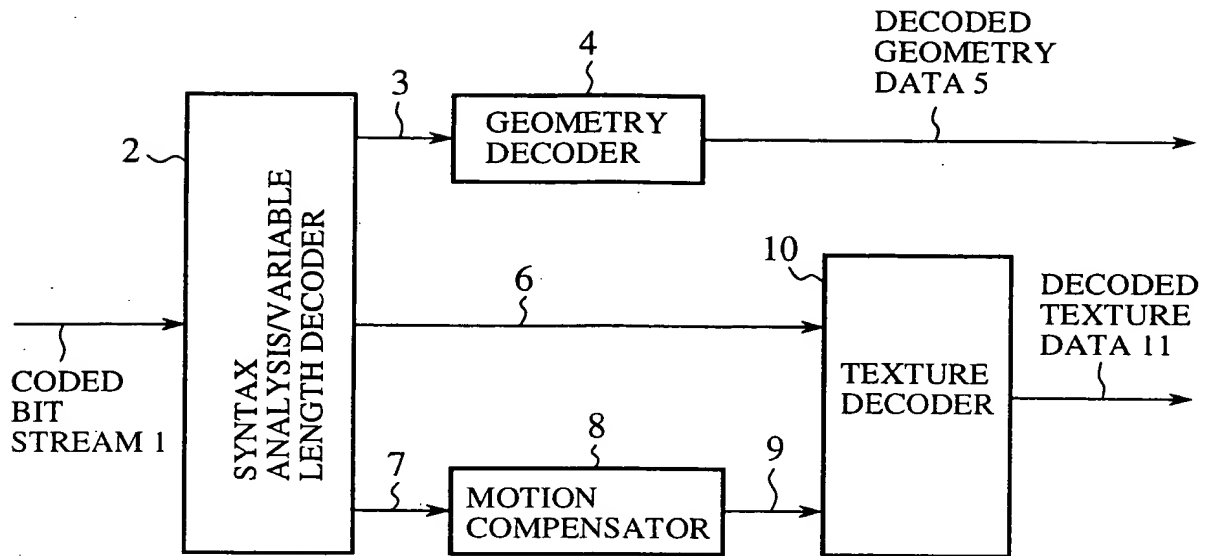 DECODED
GEOMETRY
DATA 5
4
3
GEOMETRY
DECODER
2
SYNTAX
ANALYSIS/VARIABLE
LENGTH DECODER
10
6
DECODED
TEXTURE
DATA 11
CODED
BIT
STREAM 1
TEXTURE
DECODER
7
8
9
MOTION
COMPENSATOR